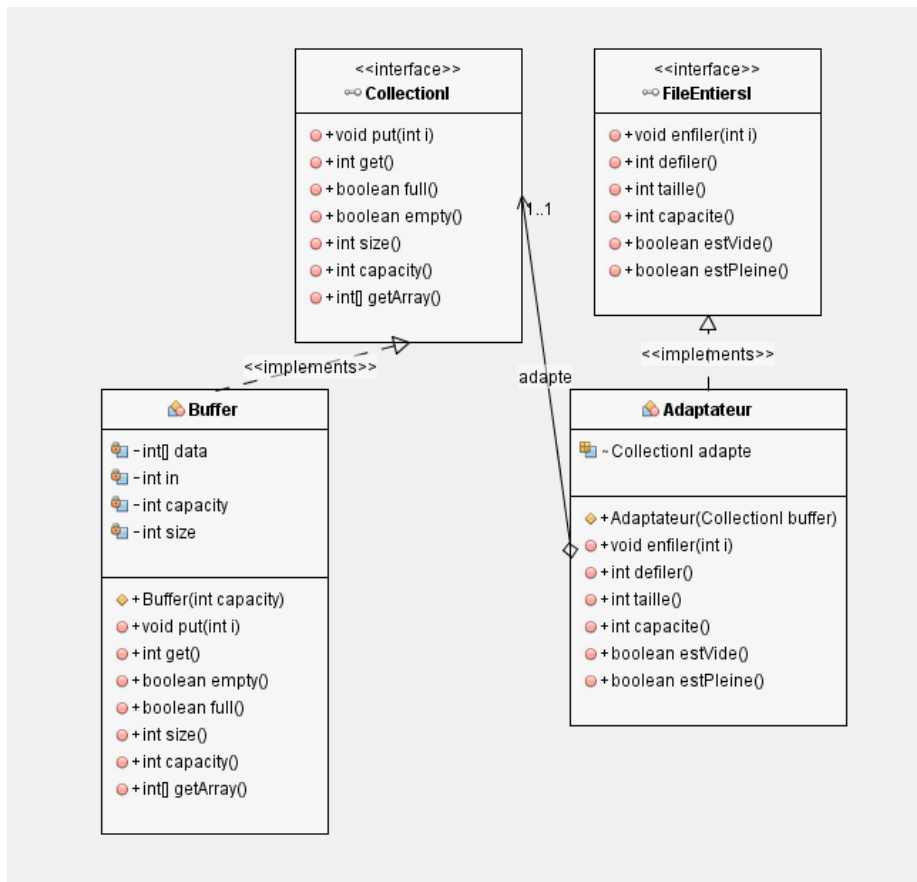 <<interface>>
CollectionI
+void put(int i)
+int get()
+boolean full()
+boolean empty()
+int size()
+int capacity()
+int[] getArray()
<<interface>>
FileEntiersI
+void enfiler(int i)
+int defiler()
+int taille()
+int capacite()
+boolean estVide()
+boolean estPleine()
1..1
<<implements>>
<<implements>>
adapte
Buffer
-int[] data
-int in
-int capacity
-int size
+Buffer(int capacity)
+void put(int i)
+int get()
+boolean empty()
+boolean full()
+int size()
+int capacity()
+int[] getArray()
Adaptateur
~CollectionI adapte
+Adaptateur(CollectionI buffer)
+void enfiler(int i)
+int defiler()
+int taille()
+int capacite()
+boolean estVide()
+boolean estPleine()